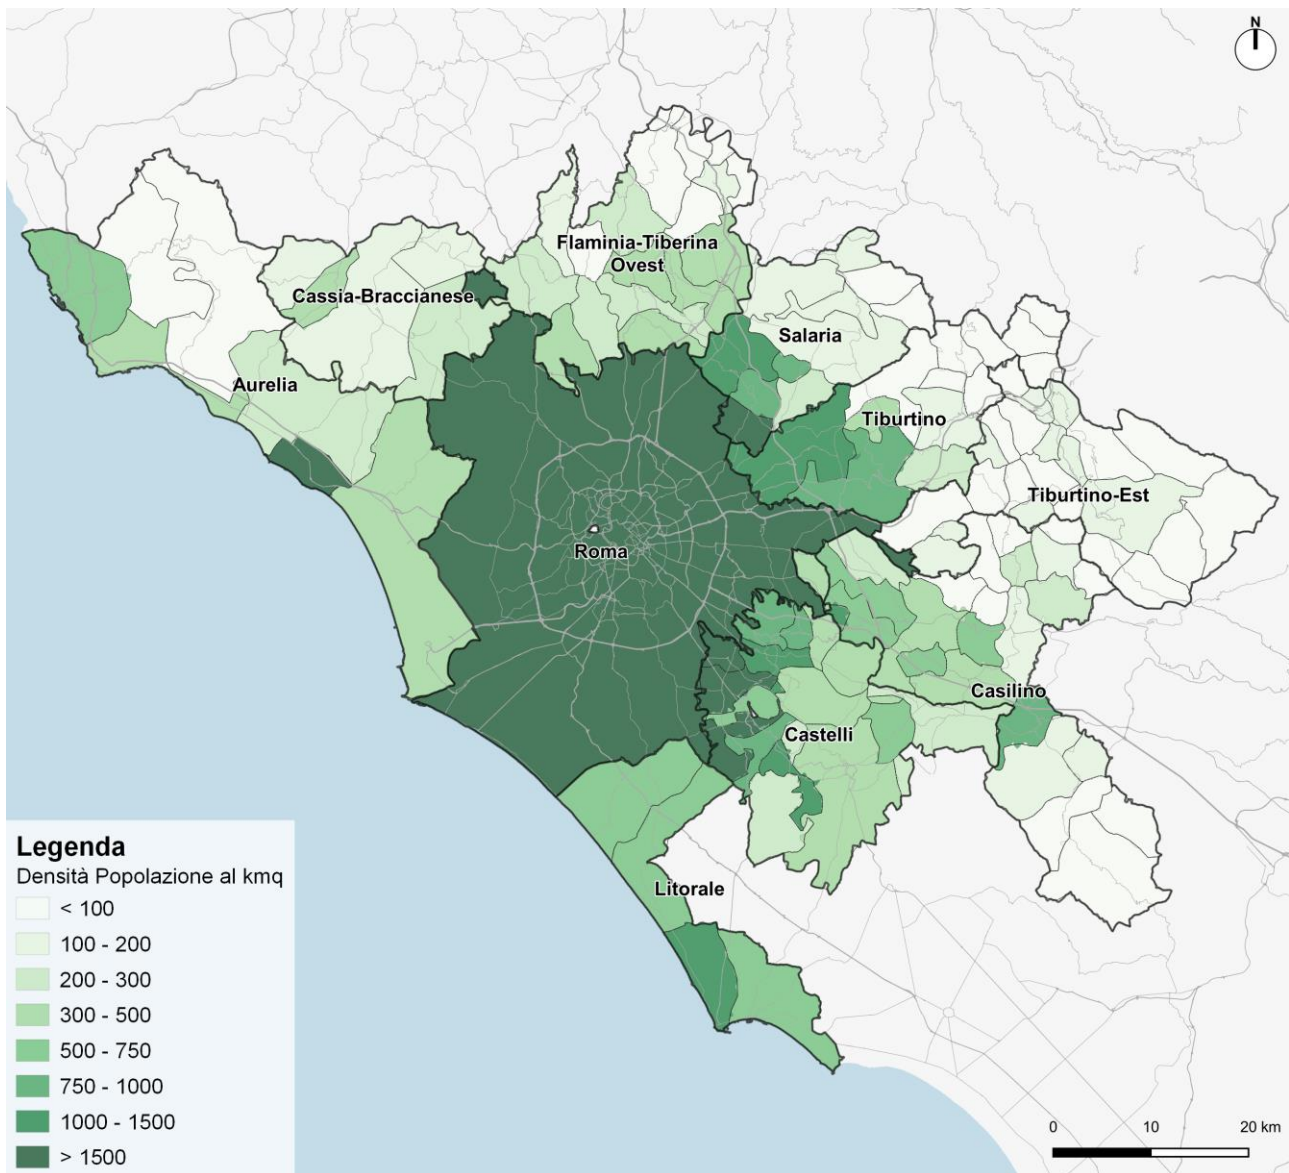 N
Flaminia-Tiberina
Ovest
Cassia-Braccianese
Salaria
Aurelia
Tiburtino
Tiburtino-Est
Roma
Casilino
Castelli
Litorale
Legenda
Densità Popolazione al kmq
< 100
100 - 200
200 - 300
300 - 500
500 - 750
750 - 1000
1000 - 1500
> 1500
0 10 20 km